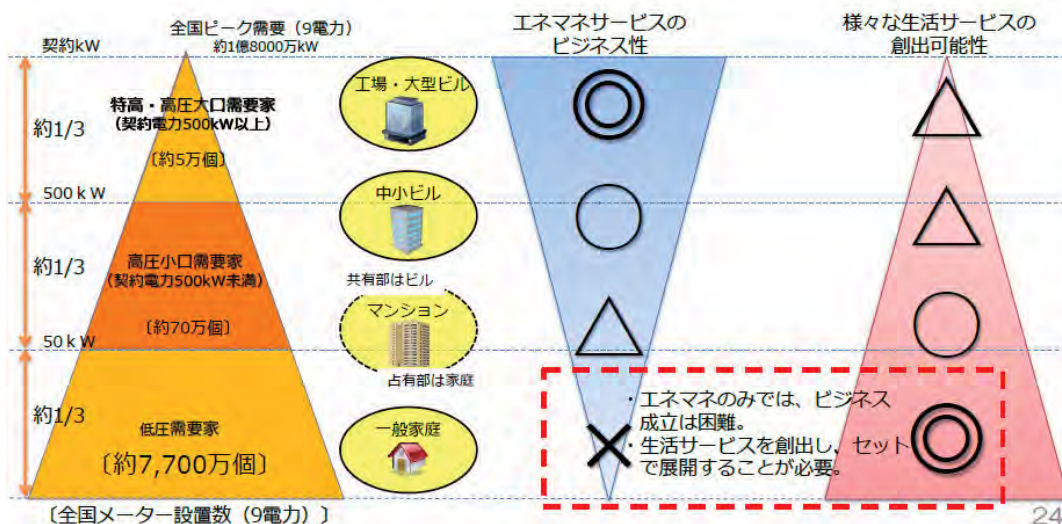 全国ピーク需要（9電力）
約1億8000万kW
契約kW
エネマネサービスの
ビジネス性
様々な生活サービスの
創出可能性
約1/3
特高・高圧大口需要家
（契約電力500kW以上）
〔約5万個〕
工場・大型ビル
◎
△
500ｋW
約1/3
高圧小口需要家
（契約電力500kW未満）
〔約70万個〕
中小ビル
○
△
共有部はビル
マンション
占有部は家庭
△
○
50ｋW
約1/3
低圧需要家
〔約7,700万個〕
一般家庭
×
・エネマネのみでは、ビジネス
成立は困難。
・生活サービスを創出し、セット
で展開することが必要。
◎
〔全国メーター設置数（9電力）〕
24